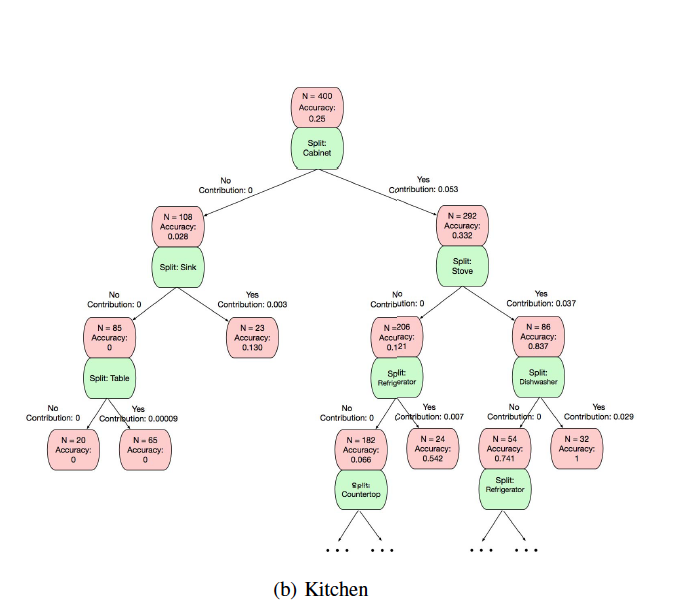 N = 400
Accuracy:
0.25
Split:
Cabinet
No
Contribution: 0
Yes
Contribution: 0.053
N = 108
Accuracy:
0.028
Split: Sink
N = 292
Accuracy:
0.332
Split:
Stove
No
Contribution: 0
Yes
Contribution: 0.003
No
Contribution: 0
Yes
Contribution: 0.037
N = 85
Accuracy:
0
Split: Table
N = 23
Accuracy:
0.130
N =206
Accuracy:
0.121
Split:
Refrigerator
N = 86
Accuracy:
0.837
Split:
Dishwasher
No
Contribution: 0
Yes
Contribution: 0.00009
No
Contribution: 0
Yes
Contribution: 0.007
No
Contribution: 0
Yes
Contribution: 0.029
N = 20
Accuracy:
0
N = 65
Accuracy:
0
N = 182
Accuracy:
0.066
Split:
Countertop
N = 24
Accuracy:
0.542
N = 54
Accuracy:
0.741
Split:
Refrigerator
N = 32
Accuracy:
1
... ... ... ...
(b) Kitchen